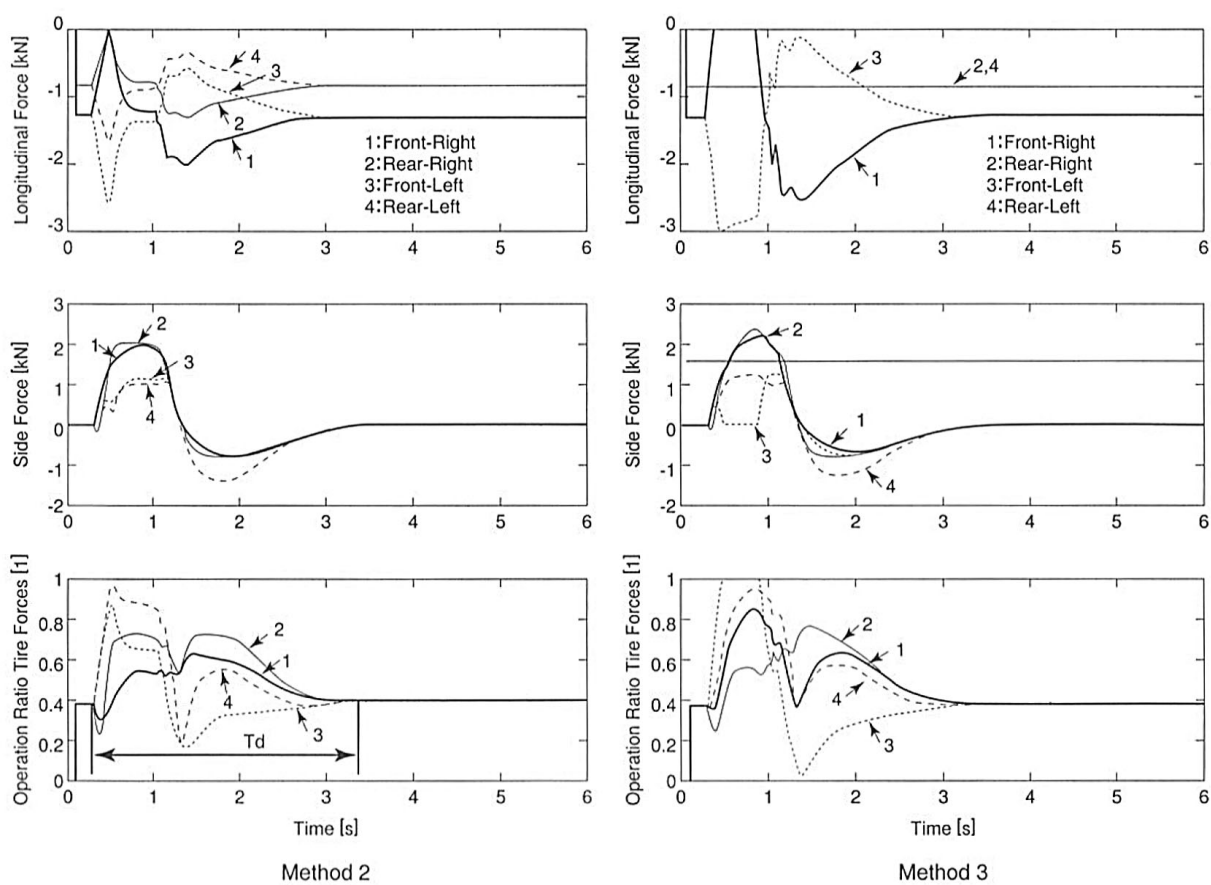 Longitudinal Force [kN]
0
-1
-2
-3
0 1 2 3 4 5 6
4
3
2
1
1:Front-Right
2:Rear-Right
3:Front-Left
4:Rear-Left
Longitudinal Force [kN]
0
-1
-2
-3
0 1 2 3 4 5 6
3
2,4
1
1:Front-Right
2:Rear-Right
3:Front-Left
4:Rear-Left
Side Force [kN]
3
2
1
0
-1
-2
0 1 2 3 4 5 6
1
2
3
4
Side Force [kN]
3
2
1
0
-1
-2
0 1 2 3 4 5 6
2
3
1
4
Operation Ratio Tire Forces [1]
1
0.8
0.6
0.4
0.2
0
0 1 2 3 4 5 6
2
1
4
3
Td
Time [s]
Method 2
Operation Ratio Tire Forces [1]
1
0.8
0.6
0.4
0.2
0
0 1 2 3 4 5 6
2
1
4
3
Time [s]
Method 3